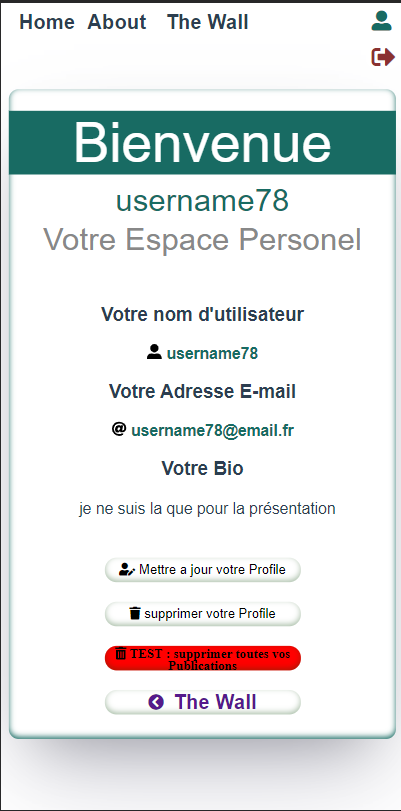 Home About The Wall
Bienvenue
username78
Votre Espace Personel
Votre nom d'utilisateur
username78
Votre Adresse E-mail
@ username78@email.fr
Votre Bio
je ne suis la que pour la présentation
Mettre a jour votre Profile
supprimer votre Profile
TEST : supprimer toutes vos
Publications
The Wall